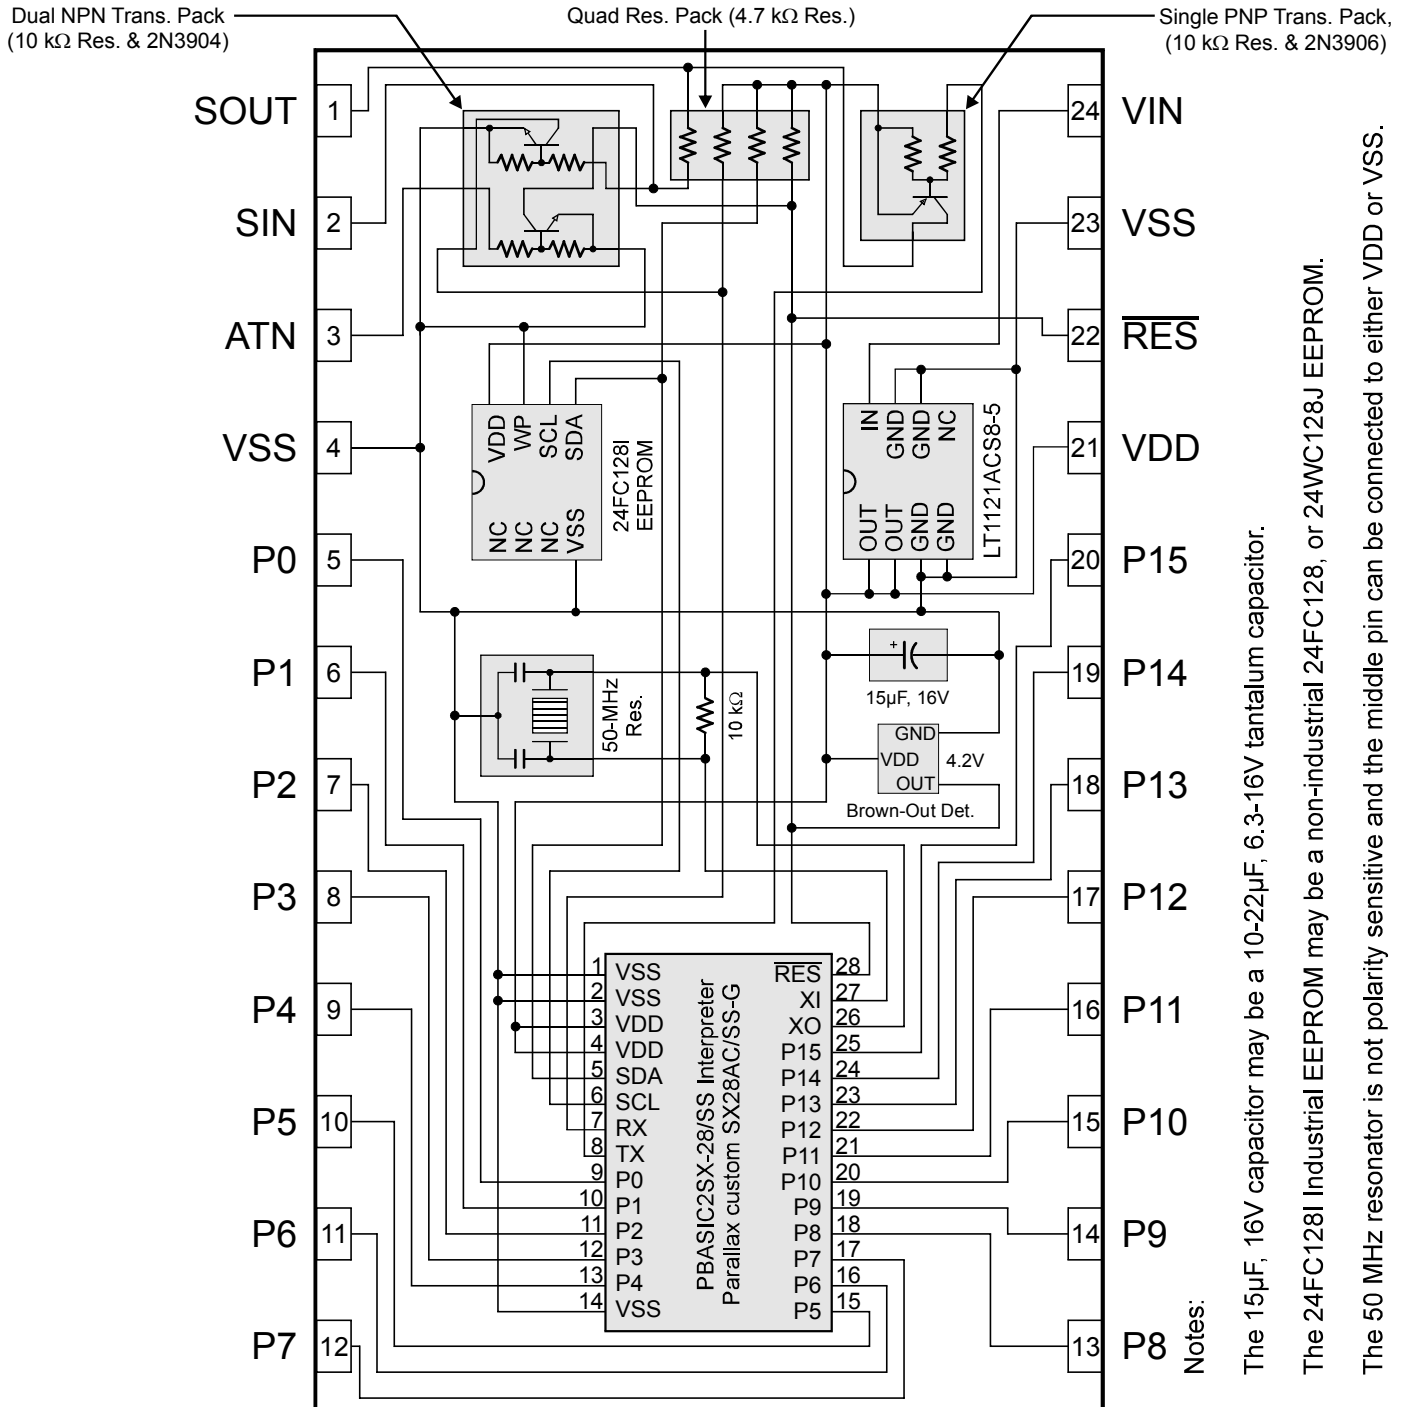 Dual NPN Trans. Pack
(10 kΩ Res. & 2N3904)
Quad Res. Pack (4.7 kΩ Res.)
Single PNP Trans. Pack,
(10 kΩ Res. & 2N3906)
SOUT 1
SIN 2
ATN 3
VSS 4
P0 5
P1 6
P2 7
P3 8
P4 9
P5 10
P6 11
P7 12
24 VIN
23 VSS
22 RES
21 VDD
20 P15
19 P14
18 P13
17 P12
16 P11
15 P10
14 P9
13 P8
VDD
WP
SCL
SDA
NC
NC
NC
VSS
24FC128I
EEPROM
IN
GND
GND
NC
OUT
OUT
GND
GND
LT1121ACS8-5
50-MHz
Res.
10 kΩ
+
15µF, 16V
GND
VDD
OUT
4.2V
Brown-Out Det.
1 VSS
2 VSS
3 VDD
4 VDD
5 SDA
6 SCL
7 RX
8 TX
9 P0
10 P1
11 P2
12 P3
13 P4
14 VSS
PBASIC2SX-28/SS Interpreter
Parallax custom SX28AC/SS-G
RES 28
XI 27
XO 26
P15 25
P14 24
P13 23
P12 22
P11 21
P10 20
P9 19
P8 18
P7 17
P6 16
P5 15
Notes:
The 15µF, 16V capacitor may be a 10-22µF, 6.3-16V tantalum capacitor.
The 24FC128I Industrial EEPROM may be a non-industrial 24FC128, or 24WC128J EEPROM.
The 50 MHz resonator is not polarity sensitive and the middle pin can be connected to either VDD or VSS.